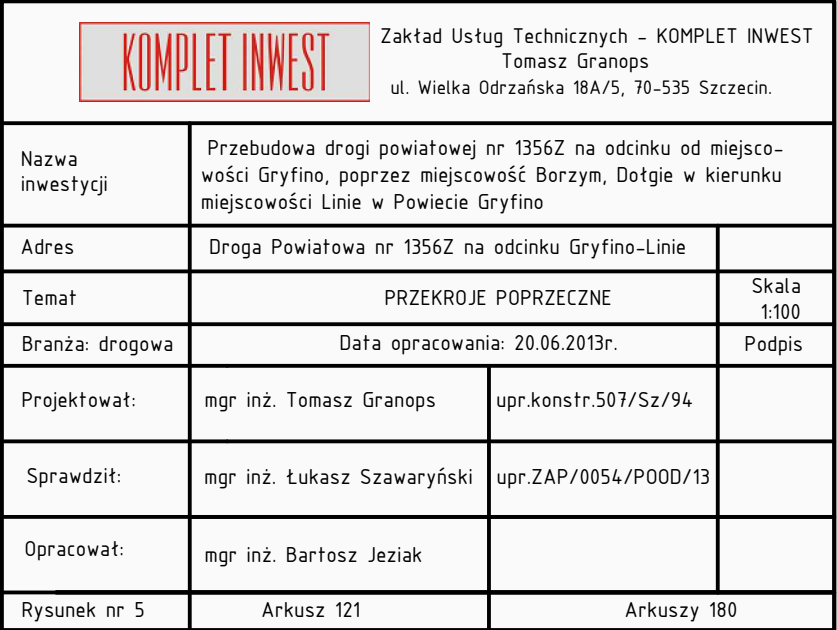 KOMPLET INWEST
Zakład Usług Technicznych - KOMPLET INWEST
Tomasz Granops
ul. Wielka Odrzańska 18A/5, 70-535 Szczecin.
Nazwa
inwestycji
Przebudowa drogi powiatowej nr 1356Z na odcinku od miejsco-
wości Gryfino, poprzez miejscowość Borzym, Dołgie w kierunku
miejscowości Linie w Powiecie Gryfino
Adres
Droga Powiatowa nr 1356Z na odcinku Gryfino-Linie
Temat
PRZEKROJE POPRZECZNE
Skala
1:100
Branża: drogowa
Data opracowania: 20.06.2013r.
Podpis
Projektował:
mgr inż. Tomasz Granops
upr.konstr.507/Sz/94
Sprawdził:
mgr inż. Łukasz Szawaryński
upr.ZAP/0054/POOD/13
Opracował:
mgr inż. Bartosz Jeziak
Rysunek nr 5
Arkusz 121
Arkuszy 180